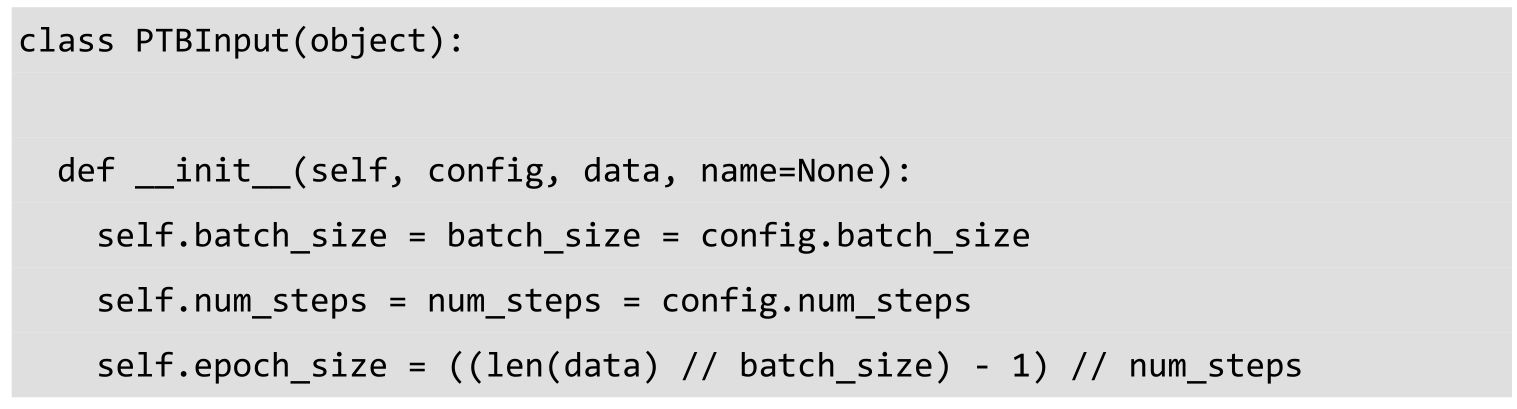 class PTBInput(object):
  def __init__(self, config, data, name=None):
    self.batch_size = batch_size = config.batch_size
    self.num_steps = num_steps = config.num_steps
    self.epoch_size = ((len(data) // batch_size) - 1) // num_steps